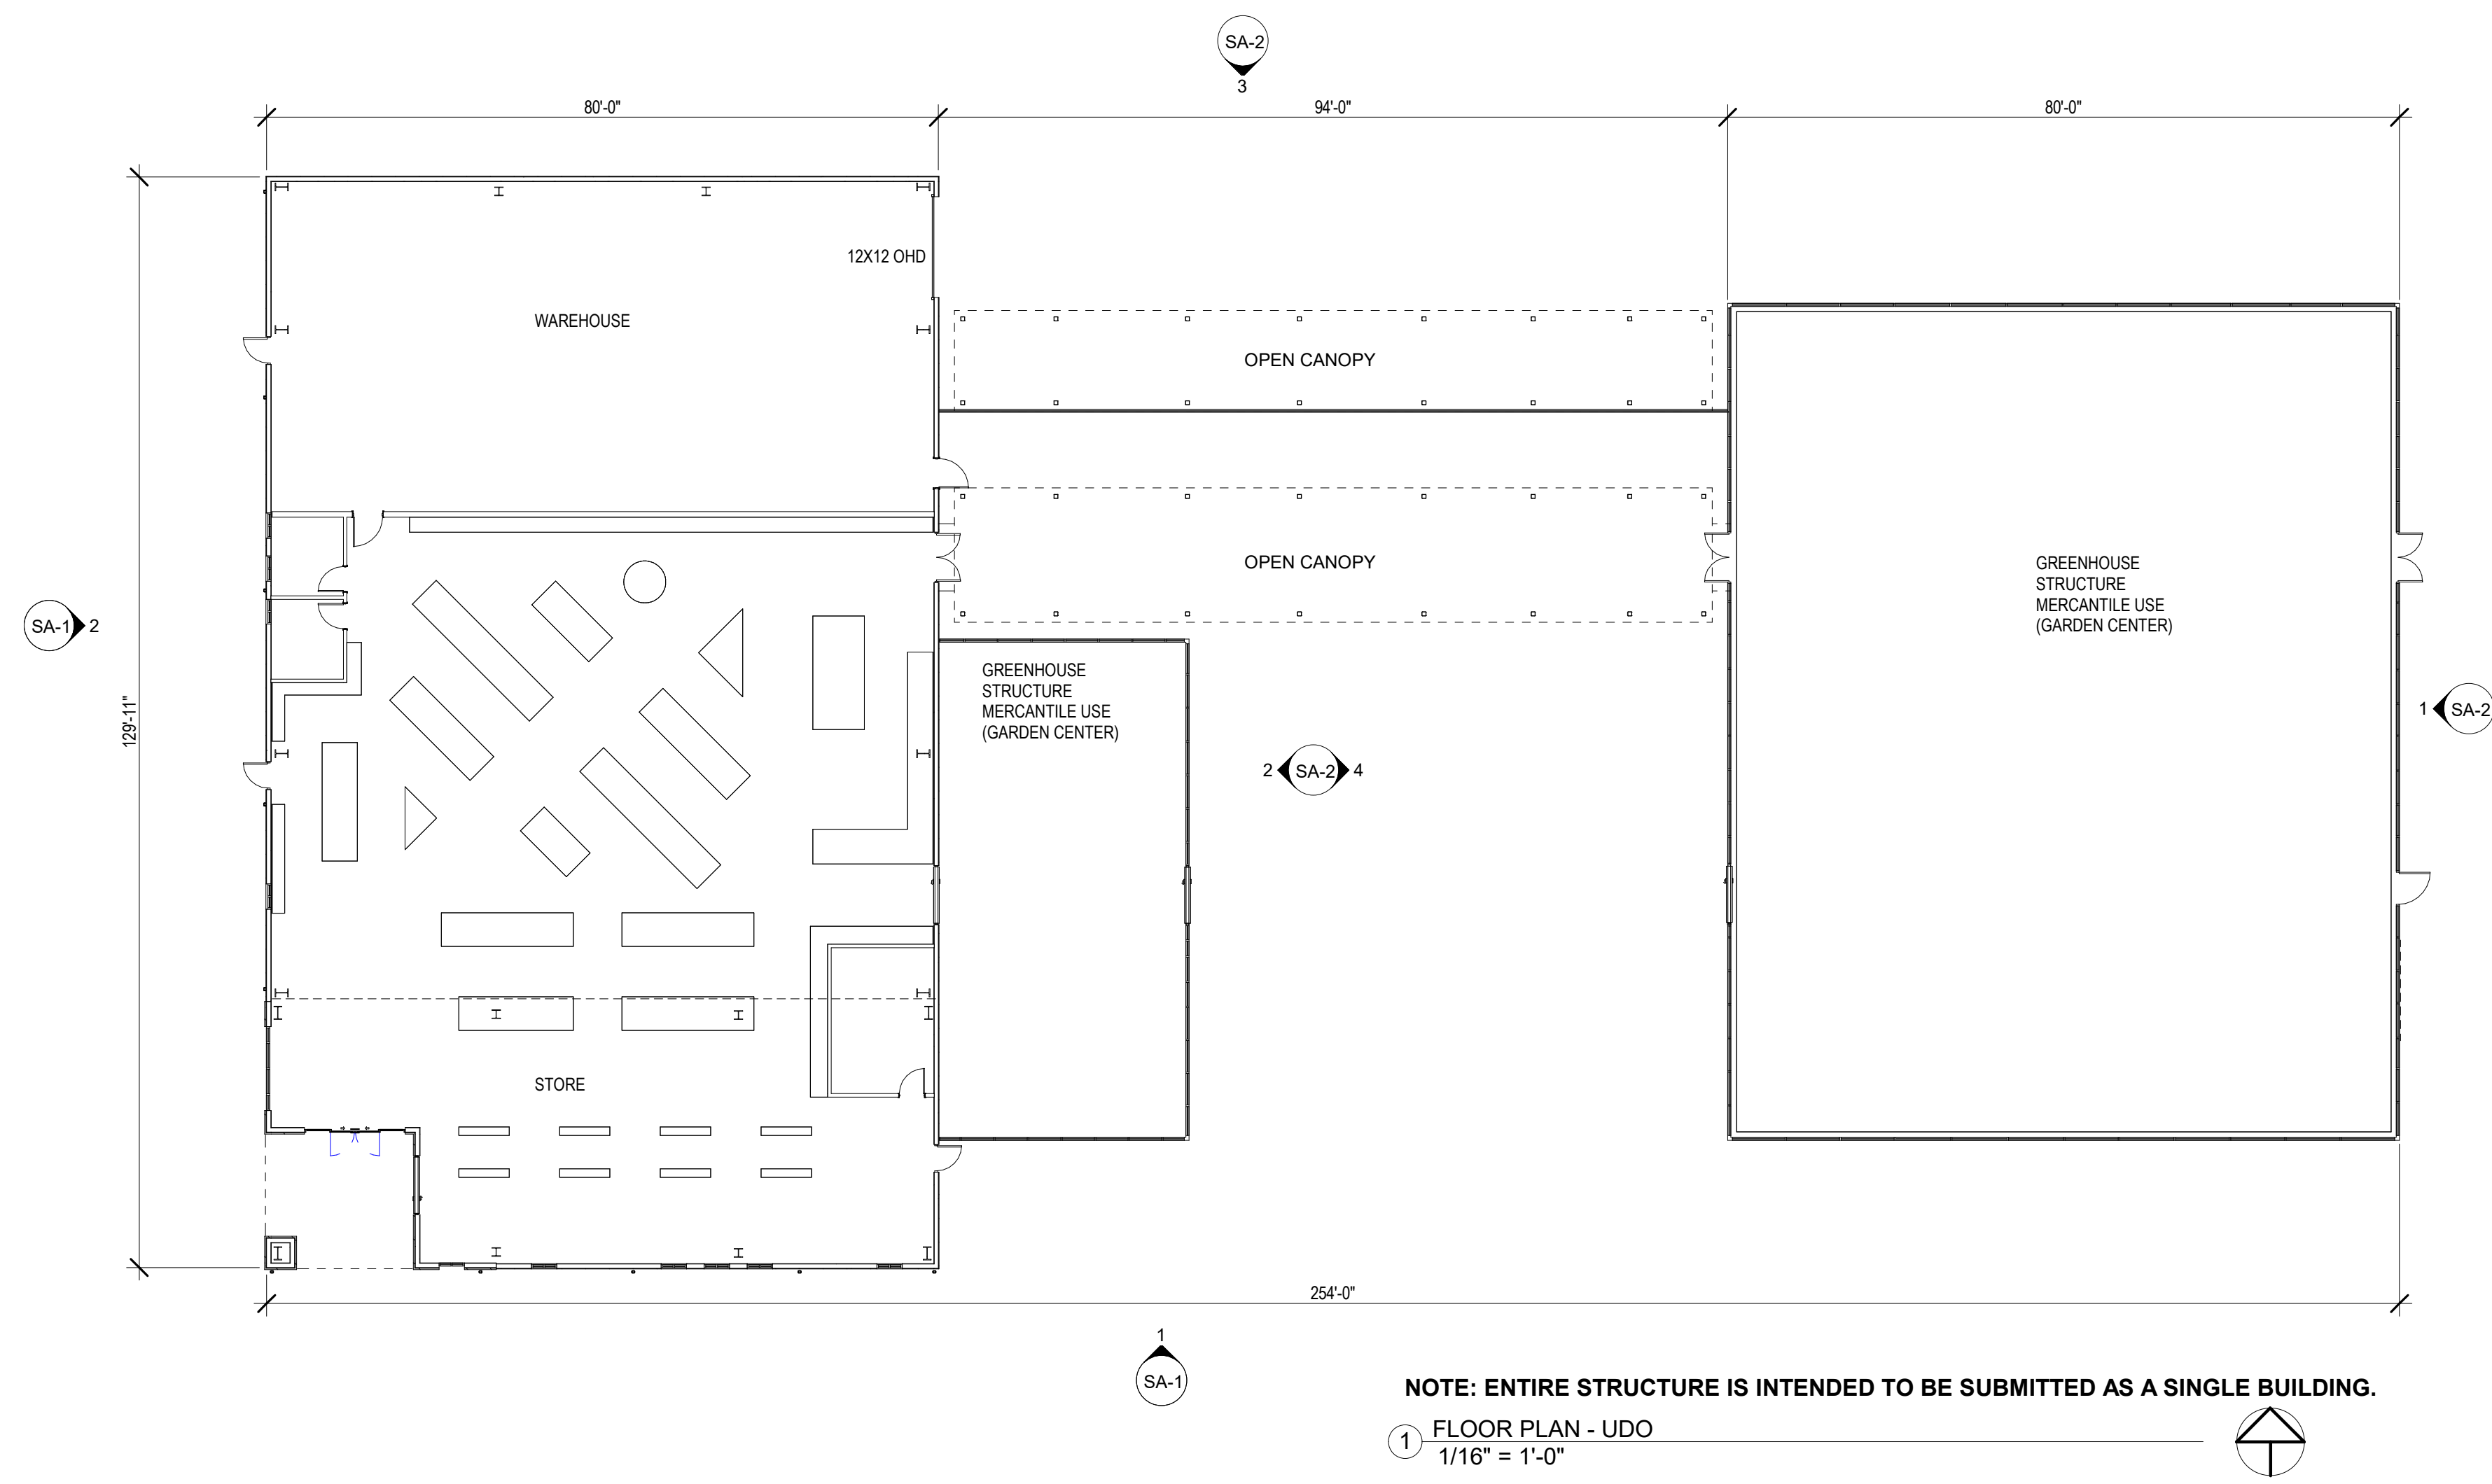 SA-2
3
80'-0"
94'-0"
80'-0"
12X12 OHD
WAREHOUSE
OPEN CANOPY
OPEN CANOPY
GREENHOUSE
STRUCTURE
MERCANTILE USE
(GARDEN CENTER)
SA-1 2
GREENHOUSE
STRUCTURE
MERCANTILE USE
(GARDEN CENTER)
129'-11"
1 SA-2
2 SA-2 4
STORE
254'-0"
1
SA-1
NOTE: ENTIRE STRUCTURE IS INTENDED TO BE SUBMITTED AS A SINGLE BUILDING.
1 FLOOR PLAN - UDO
1/16" = 1'-0"